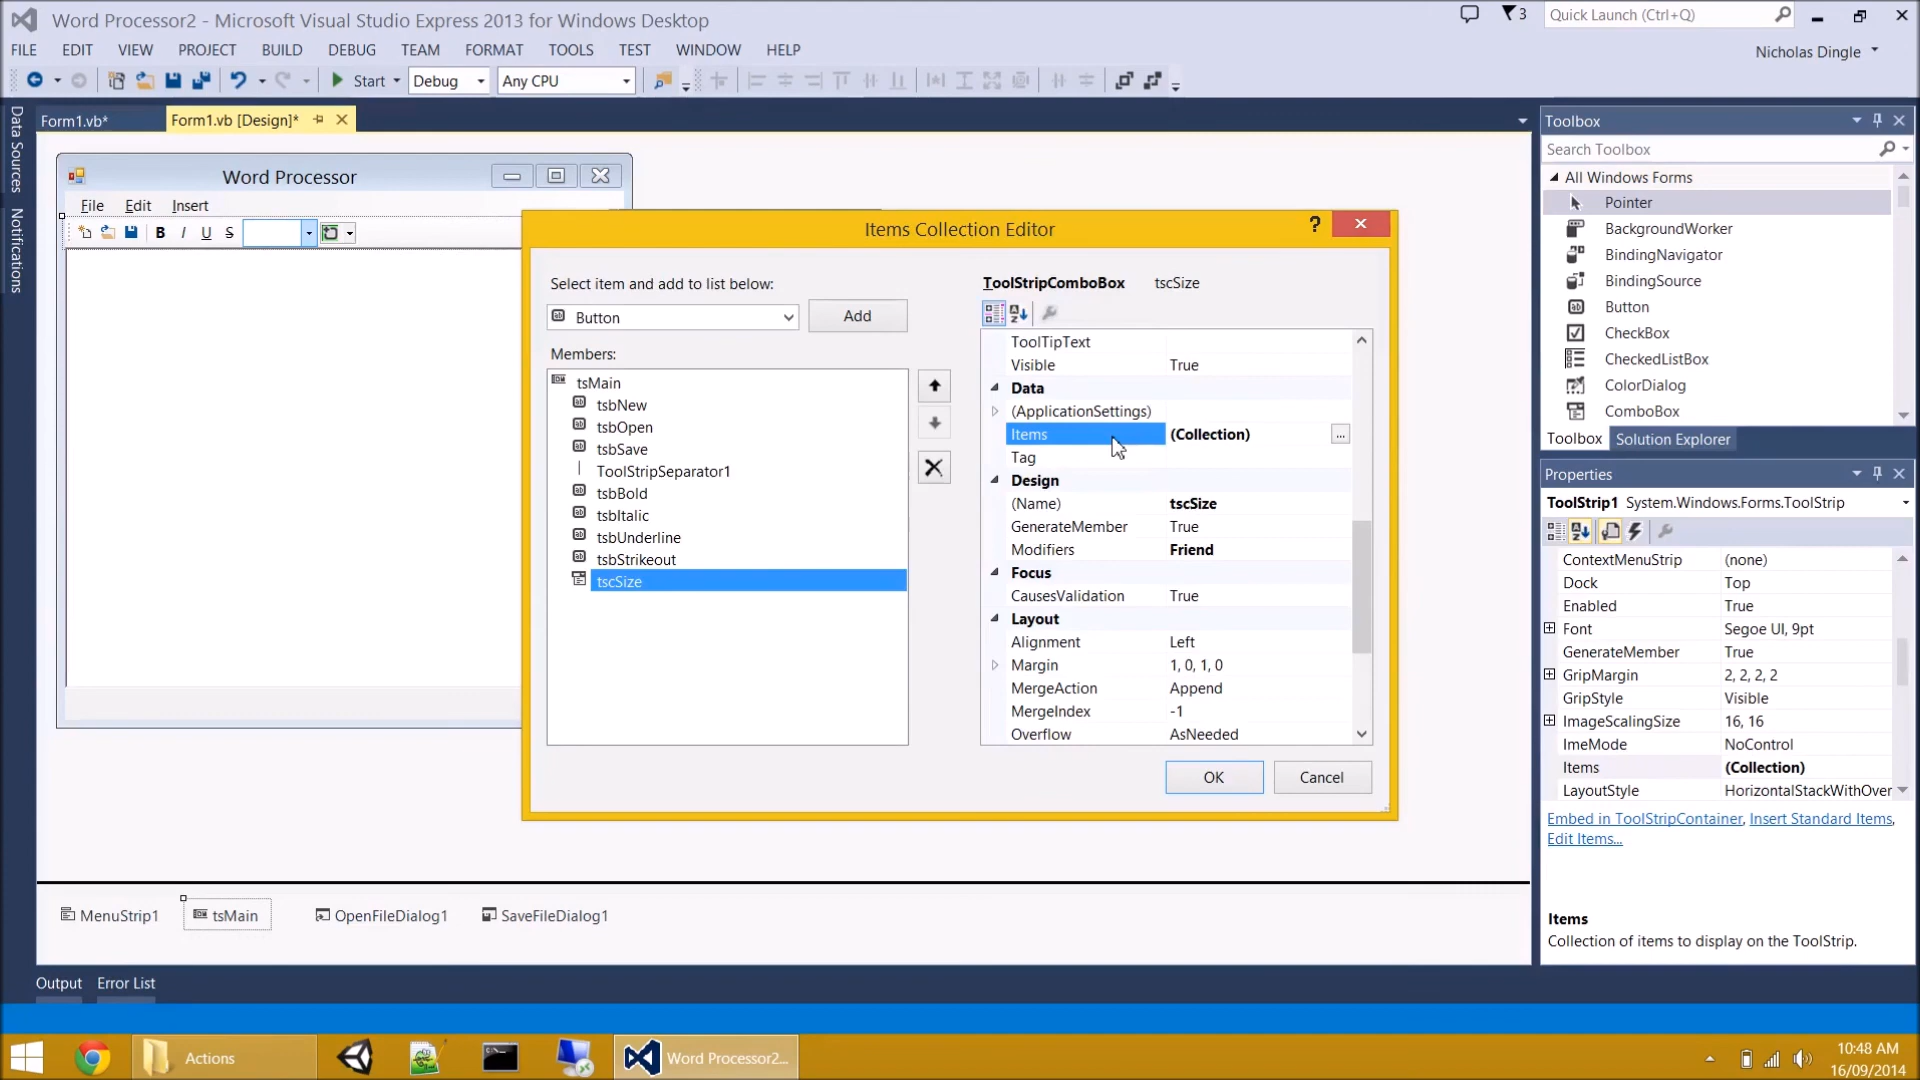 Word Processor2 - Microsoft Visual Studio Express 2013 for Windows Desktop
3
Quick Launch (Ctrl+Q)
FILE EDIT VIEW PROJECT BUILD DEBUG TEAM FORMAT TOOLS TEST WINDOW HELP
Nicholas Dingle
Start Debug Any CPU
Data Sources
Notifications
Form1.vb*
Form1.vb [Design]*
Word Processor
File Edit Insert
B I U S
Items Collection Editor
?
Select item and add to list below:
Button
Add
Members:
tsMain
tsbNew
tsbOpen
tsbSave
ToolStripSeparator1
tsbBold
tsbItalic
tsbUnderline
tsbStrikeout
tscSize
ToolStripComboBox tscSize
ToolTipText
Visible True
Data
(ApplicationSettings)
Items (Collection) ...
Tag
Design
(Name) tscSize
GenerateMember True
Modifiers Friend
Focus
CausesValidation True
Layout
Alignment Left
Margin 1, 0, 1, 0
MergeAction Append
MergeIndex -1
Overflow AsNeeded
OK
Cancel
MenuStrip1
tsMain
OpenFileDialog1
SaveFileDialog1
Output
Error List
Toolbox
Search Toolbox
All Windows Forms
Pointer
BackgroundWorker
BindingNavigator
BindingSource
Button
CheckBox
CheckedListBox
ColorDialog
ComboBox
Toolbox Solution Explorer
Properties
ToolStrip1 System.Windows.Forms.ToolStrip
ContextMenuStrip (none)
Dock Top
Enabled True
Font Segoe UI, 9pt
GenerateMember True
GripMargin 2, 2, 2, 2
GripStyle Visible
ImageScalingSize 16, 16
ImeMode NoControl
Items (Collection)
LayoutStyle HorizontalStackWithOver
Embed in ToolStripContainer, Insert Standard Items,
Edit Items...
Items
Collection of items to display on the ToolStrip.
Actions
Word Processor2...
10:48 AM
16/09/2014